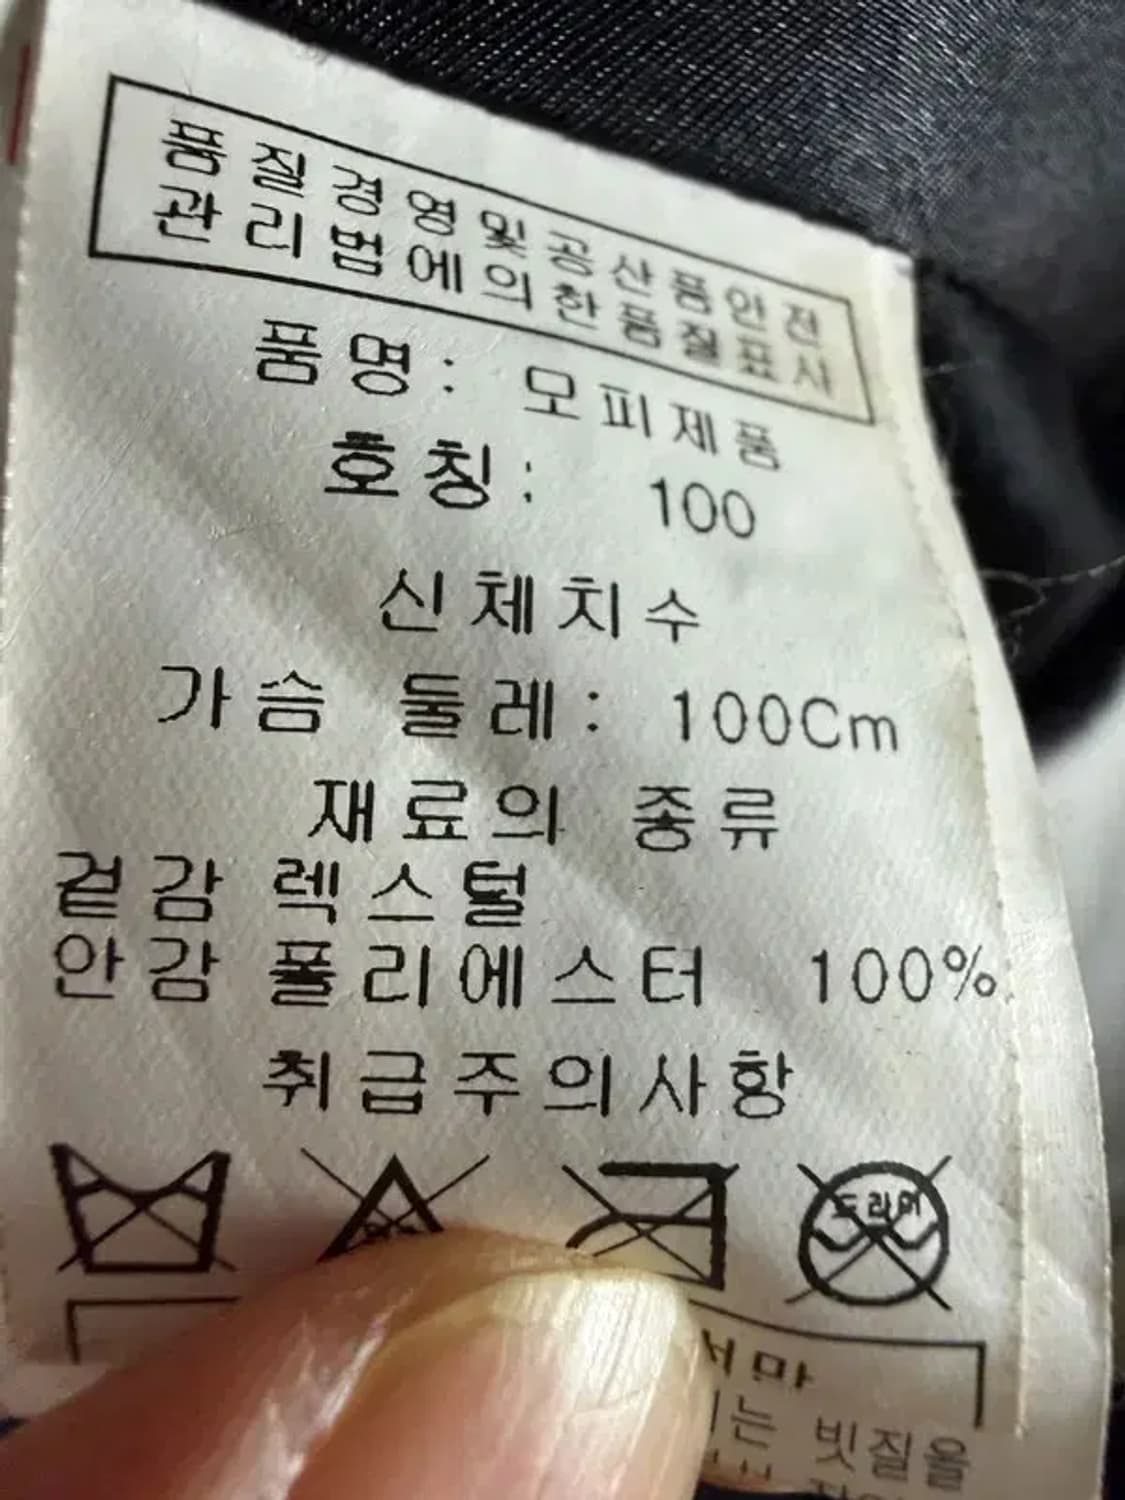 품질경영및공산품안전
관리법에의한품질표시
품명: 모피제품
호칭: 100
신체치수
가슴 둘레: 100Cm
재료의 종류
겉감 렉스털
안감 폴리에스터 100%
취급주의사항
드라이
빗질을